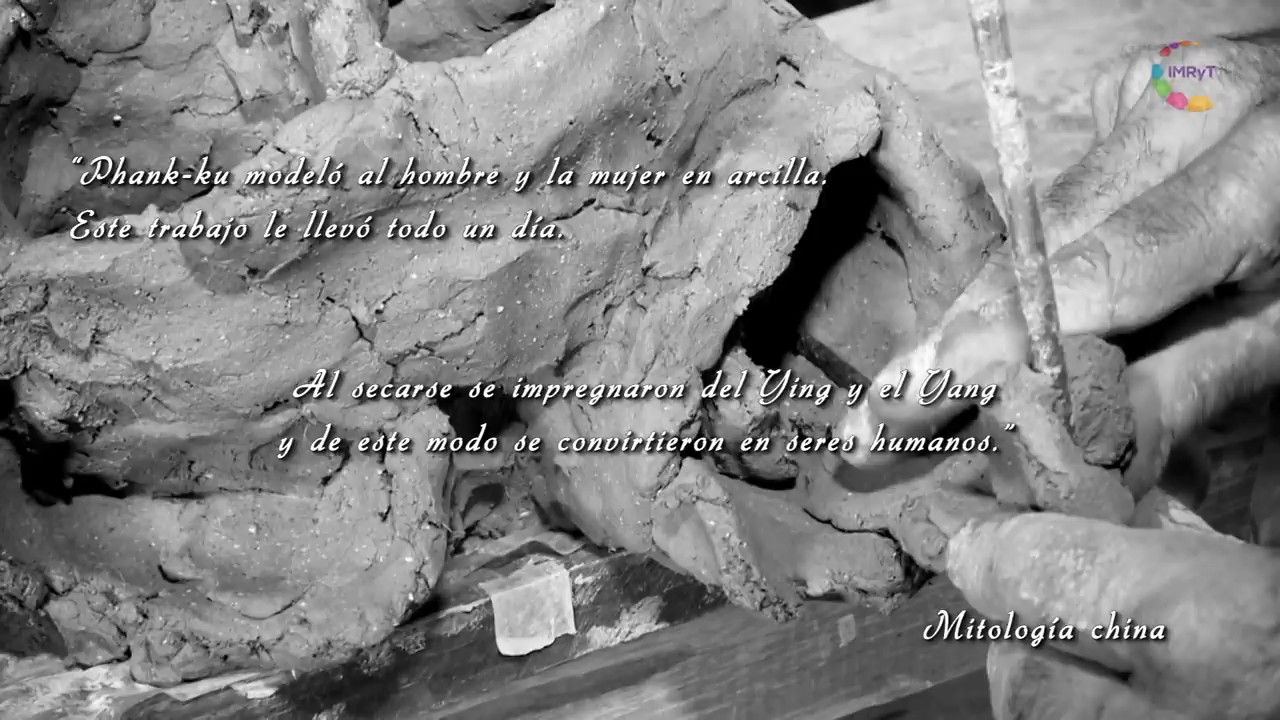 IMRyT
“Phank-ku modeló al hombre y la mujer en arcilla.
Este trabajo le llevó todo un día.
Al secarse se impregnaron del Ying y el Yang
y de este modo se convirtieron en seres humanos.”
Mitología china